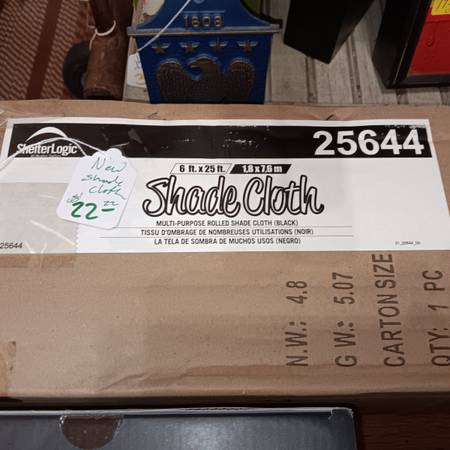 1808
ShelterLogic
25644
6 ft. x 25 ft.
1,8 x 7,6 m
Shade Cloth
MULTI-PURPOSE ROLLED SHADE CLOTH (BLACK)
TISSU D'OMBRAGE DE NOMBREUSES UTILISATIONS (NOIR)
LA TELA DE SOMBRA DE MUCHOS USOS (NEGRO)
New
shade
cloth
22
25644
N.W.: 4.8
G W.: 5.07
CARTON SIZE
QTY: 1 PC